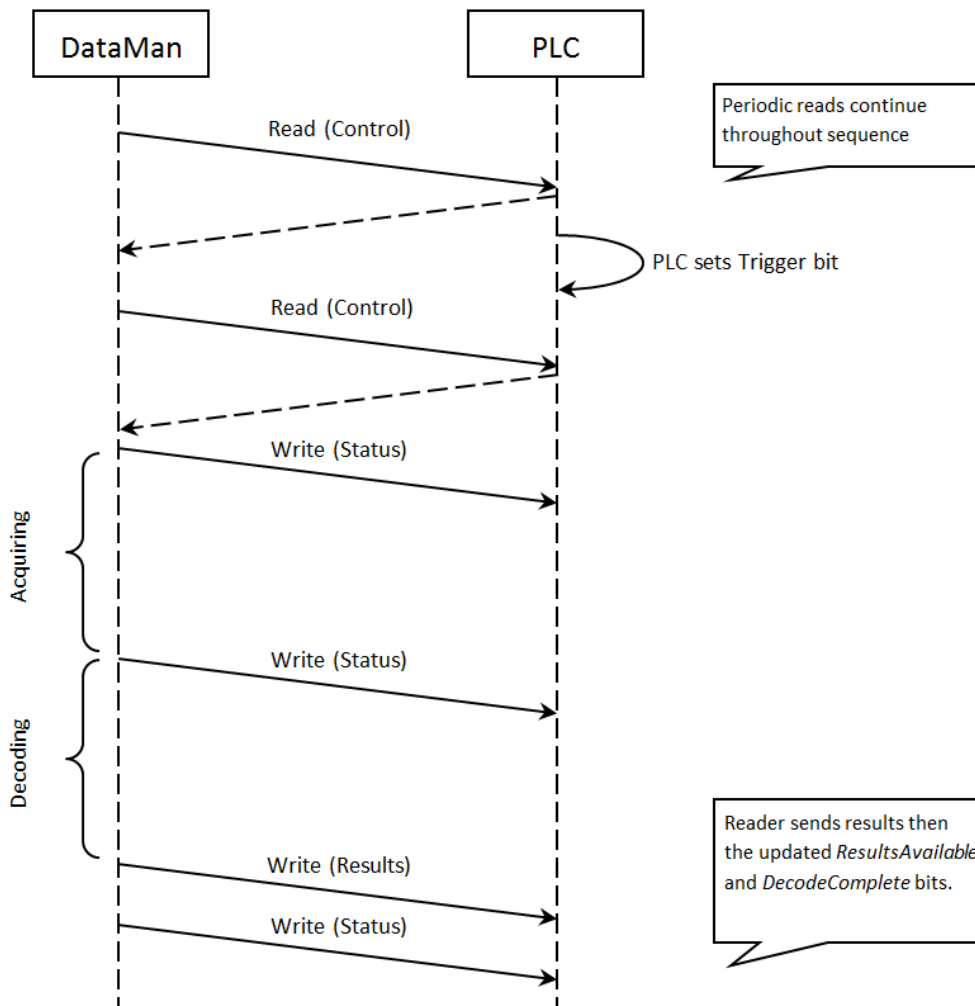 DataMan
PLC
Periodic reads continue
throughout sequence
Read (Control)
PLC sets Trigger bit
Read (Control)
Write (Status)
Acquiring
Write (Status)
Decoding
Reader sends results then
the updated ResultsAvailable
and DecodeComplete bits.
Write (Results)
Write (Status)